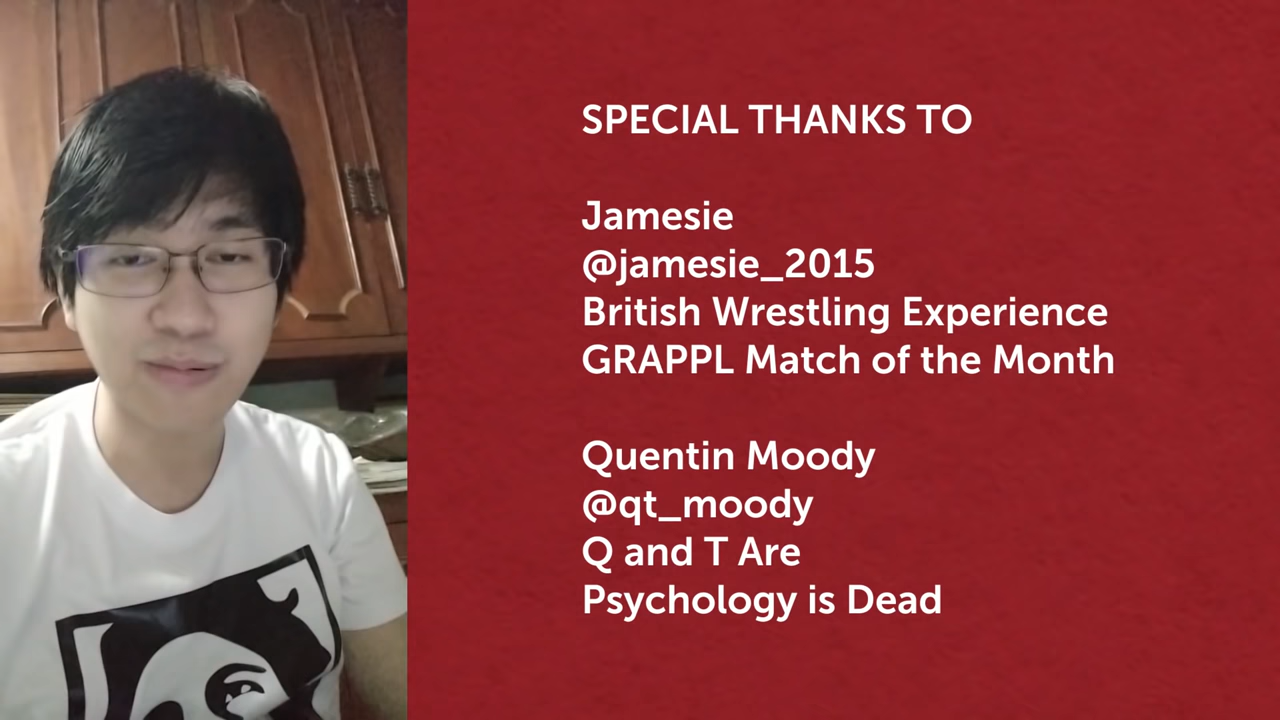 SPECIAL THANKS TO
Jamesie
@jamesie_2015
British Wrestling Experience
GRAPPL Match of the Month
Quentin Moody
@qt_moody
Q and T Are
Psychology is Dead